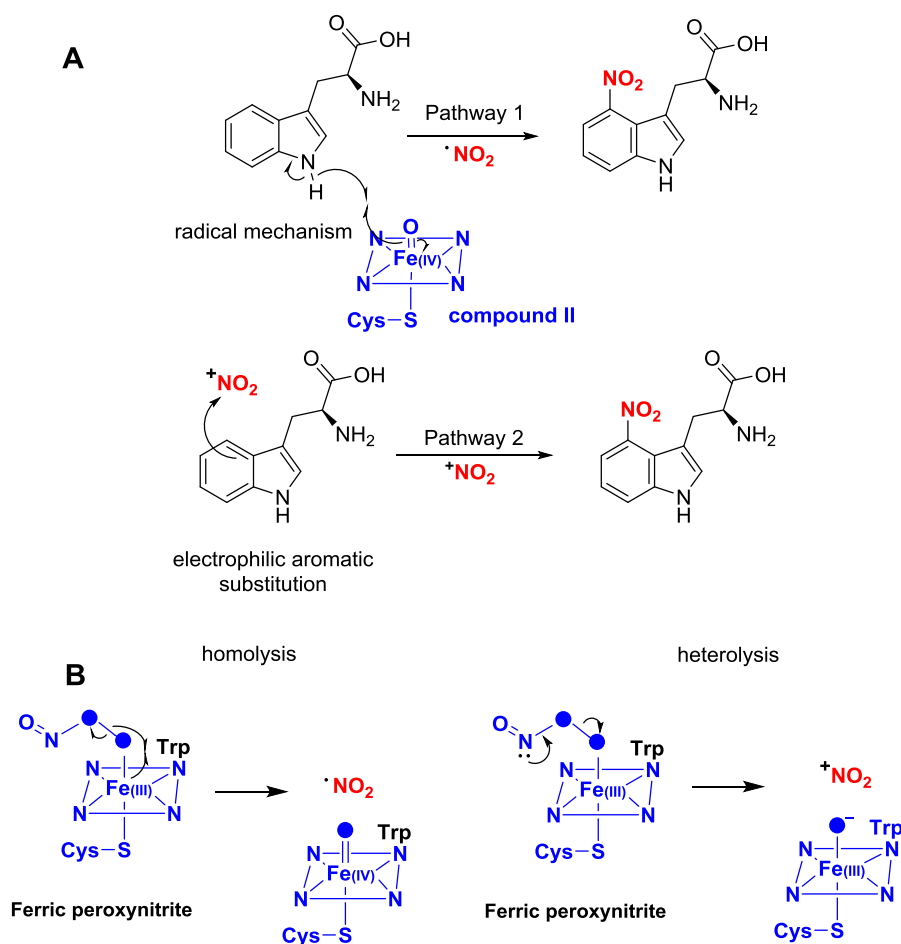 A
O
OH
NH2
N
H
Pathway 1
·NO2
NO2
O
OH
NH2
N
H
radical mechanism
O
N
N
Fe(IV)
N
N
Cys–S
compound II
+NO2
O
OH
NH2
N
H
Pathway 2
+NO2
NO2
O
OH
NH2
N
H
electrophilic aromatic
substitution
homolysis
heterolysis
B
O
N
Trp
N
N
Fe(III)
N
N
Cys–S
Ferric peroxynitrite
·NO2
Trp
N
N
Fe(IV)
N
N
Cys–S
O
N
Trp
N
N
Fe(III)
N
N
Cys–S
Ferric peroxynitrite
+NO2
–
Trp
N
N
Fe(III)
N
N
Cys–S